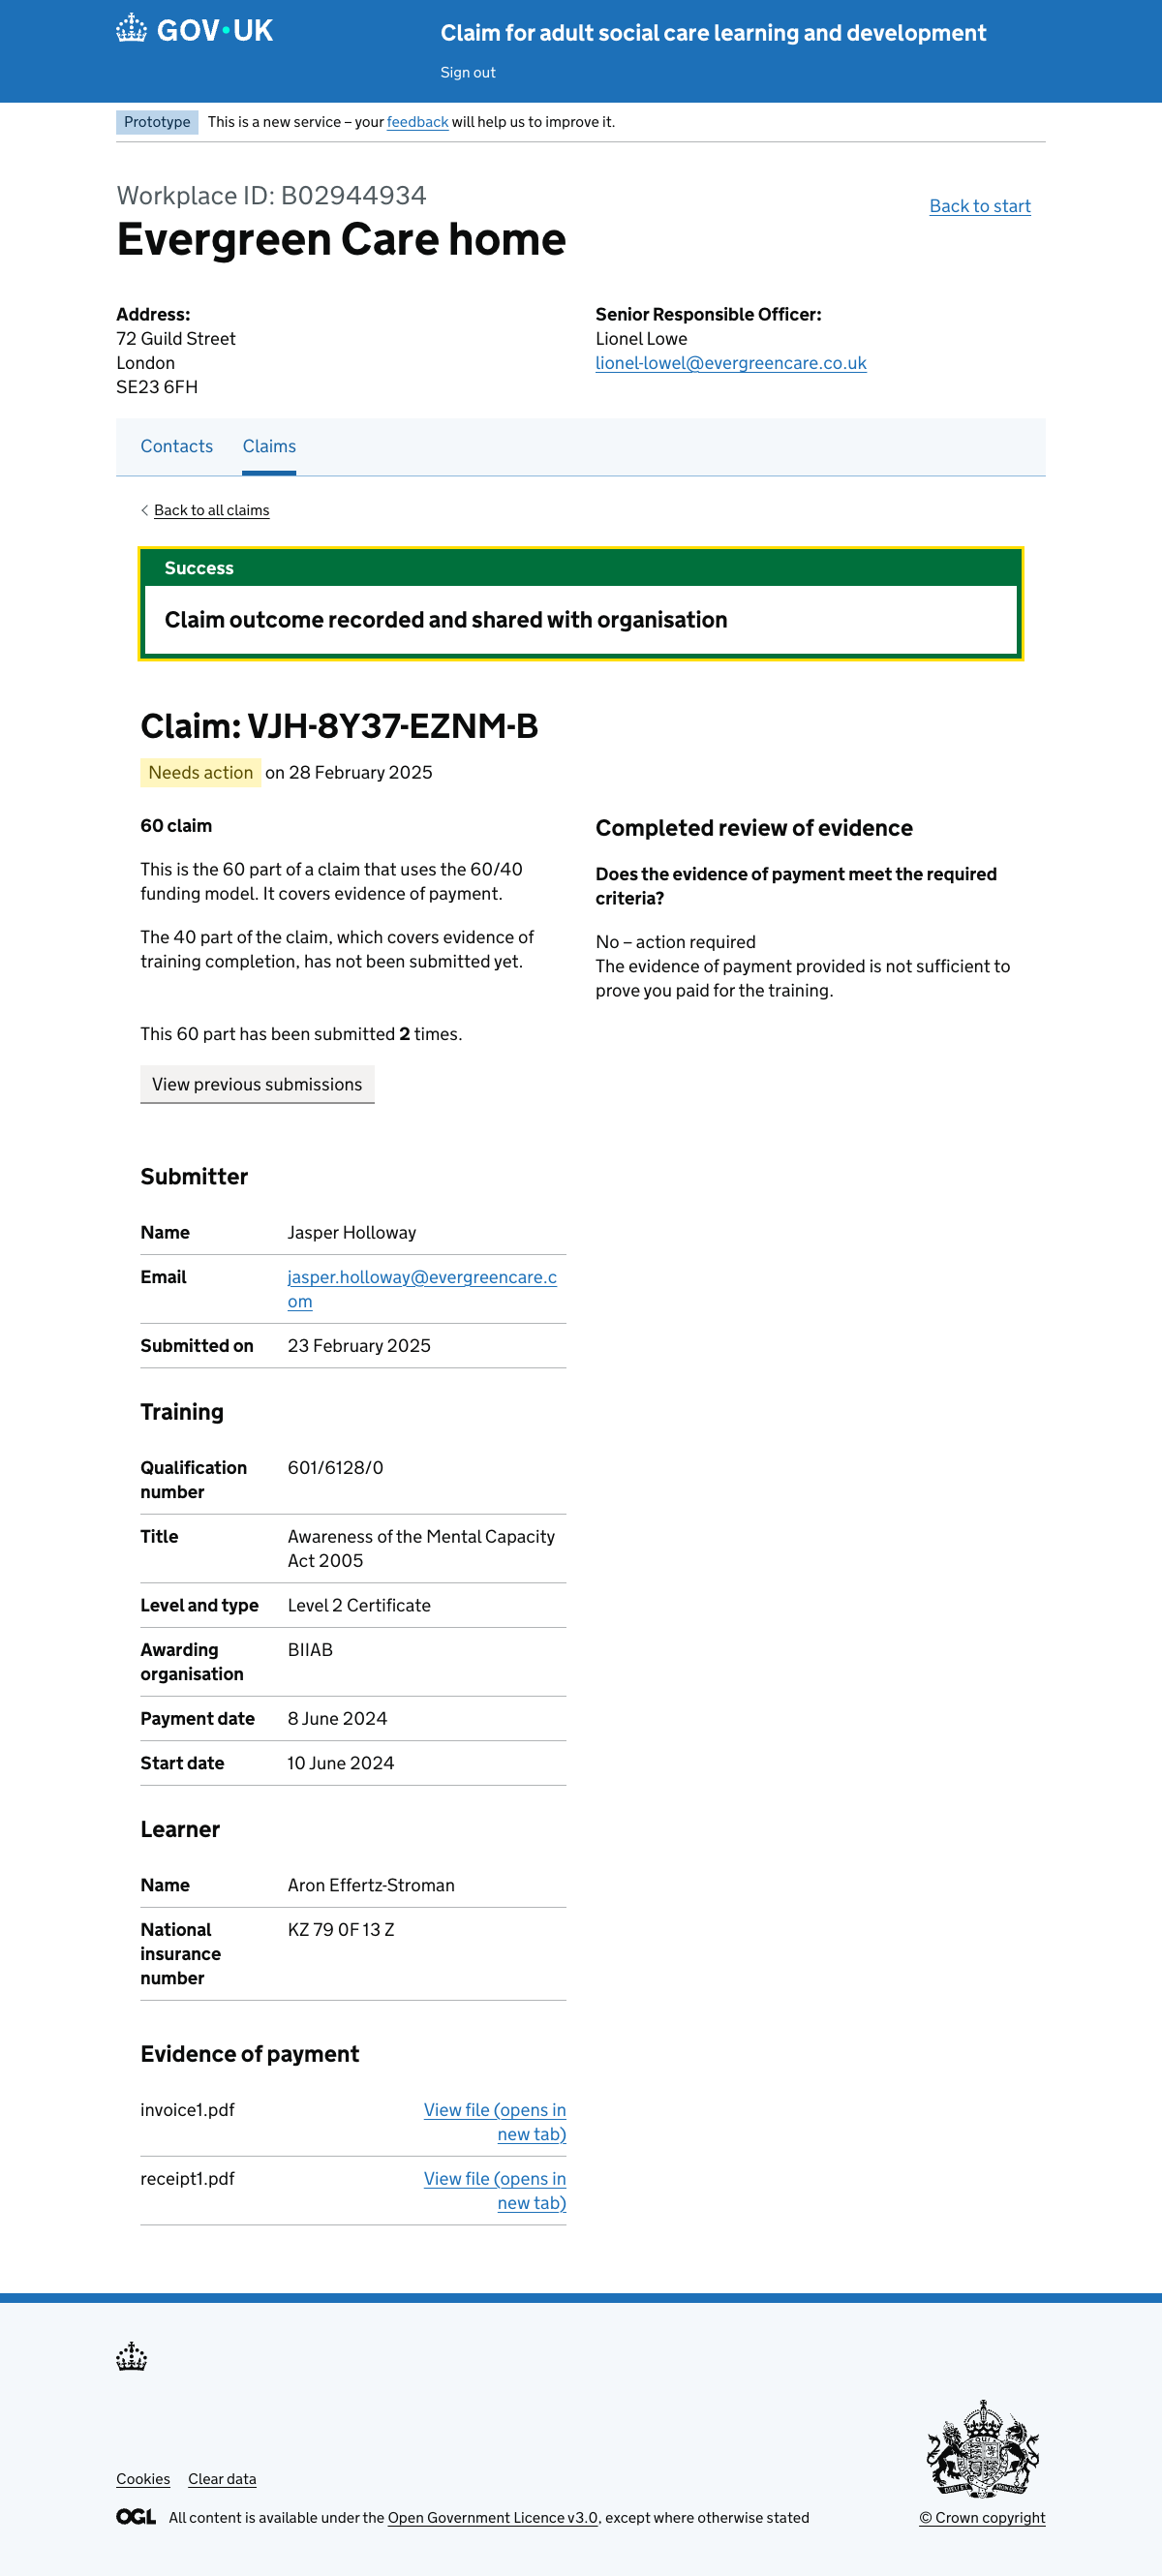 GOV·UK
Claim for adult social care learning and development
Sign out
Prototype
This is a new service – your feedback will help us to improve it.
Workplace ID: B02944934
Evergreen Care home
Back to start
Address:
72 Guild Street
London
SE23 6FH
Senior Responsible Officer:
Lionel Lowe
lionel-lowel@evergreencare.co.uk
Contacts
Claims
Back to all claims
Success
Claim outcome recorded and shared with organisation
Claim: VJH-8Y37-EZNM-B
Needs action on 28 February 2025
60 claim
This is the 60 part of a claim that uses the 60/40
funding model. It covers evidence of payment.
The 40 part of the claim, which covers evidence of
training completion, has not been submitted yet.
This 60 part has been submitted 2 times.
View previous submissions
Completed review of evidence
Does the evidence of payment meet the required
criteria?
No – action required
The evidence of payment provided is not sufficient to
prove you paid for the training.
Submitter
Name Jasper Holloway
Email jasper.holloway@evergreencare.c
om
Submitted on 23 February 2025
Training
Qualification 601/6128/0
number
Title Awareness of the Mental Capacity
Act 2005
Level and type Level 2 Certificate
Awarding BIIAB
organisation
Payment date 8 June 2024
Start date 10 June 2024
Learner
Name Aron Effertz-Stroman
National KZ 79 0F 13 Z
insurance
number
Evidence of payment
invoice1.pdf View file (opens in
new tab)
receipt1.pdf View file (opens in
new tab)
Cookies
Clear data
OGL
All content is available under the Open Government Licence v3.0, except where otherwise stated
© Crown copyright